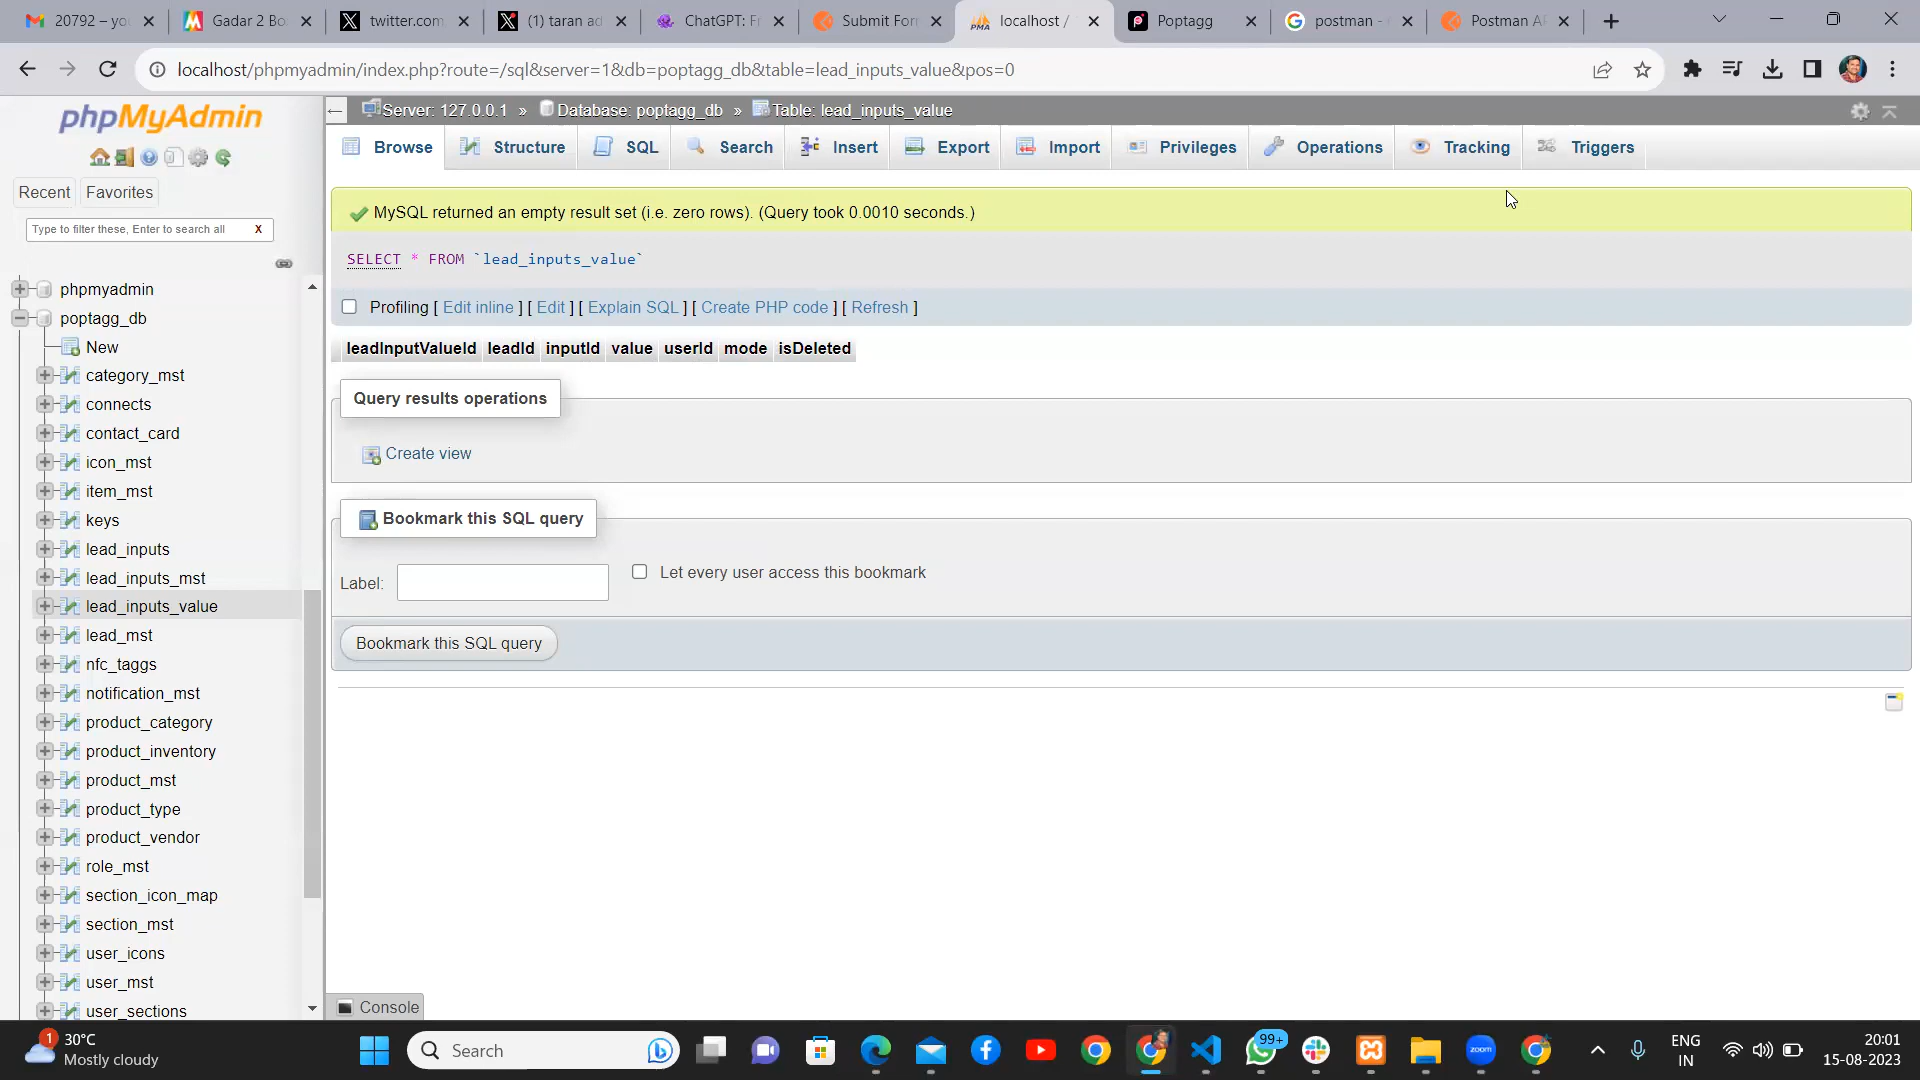 20792 – yo
Gadar 2 Bo
twitter.com
(1) taran ad
ChatGPT: Fr
Submit For
localhost /
Poptagg
postman -
Postman A
localhost/phpmyadmin/index.php?route=/sql&server=1&db=poptagg_db&table=lead_inputs_value&pos=0
phpMyAdmin
Recent
Favorites
Type to filter these, Enter to search all
X
phpmyadmin
poptagg_db
New
category_mst
connects
contact_card
icon_mst
item_mst
keys
lead_inputs
lead_inputs_mst
lead_inputs_value
lead_mst
nfc_taggs
notification_mst
product_category
product_inventory
product_mst
product_type
product_vendor
role_mst
section_icon_map
section_mst
user_icons
user_mst
user_sections
Server: 127.0.0.1 » Database: poptagg_db » Table: lead_inputs_value
Browse
Structure
SQL
Search
Insert
Export
Import
Privileges
Operations
Tracking
Triggers
MySQL returned an empty result set (i.e. zero rows). (Query took 0.0010 seconds.)
SELECT * FROM `lead_inputs_value`
Profiling [ Edit inline ] [ Edit ] [ Explain SQL ] [ Create PHP code ] [ Refresh ]
leadInputValueId leadId inputId value userId mode isDeleted
Query results operations
Create view
Bookmark this SQL query
Label:
Let every user access this bookmark
Bookmark this SQL query
Console
1
30°C
Mostly cloudy
Search
99+
zoom
ENG
IN
20:01
15-08-2023